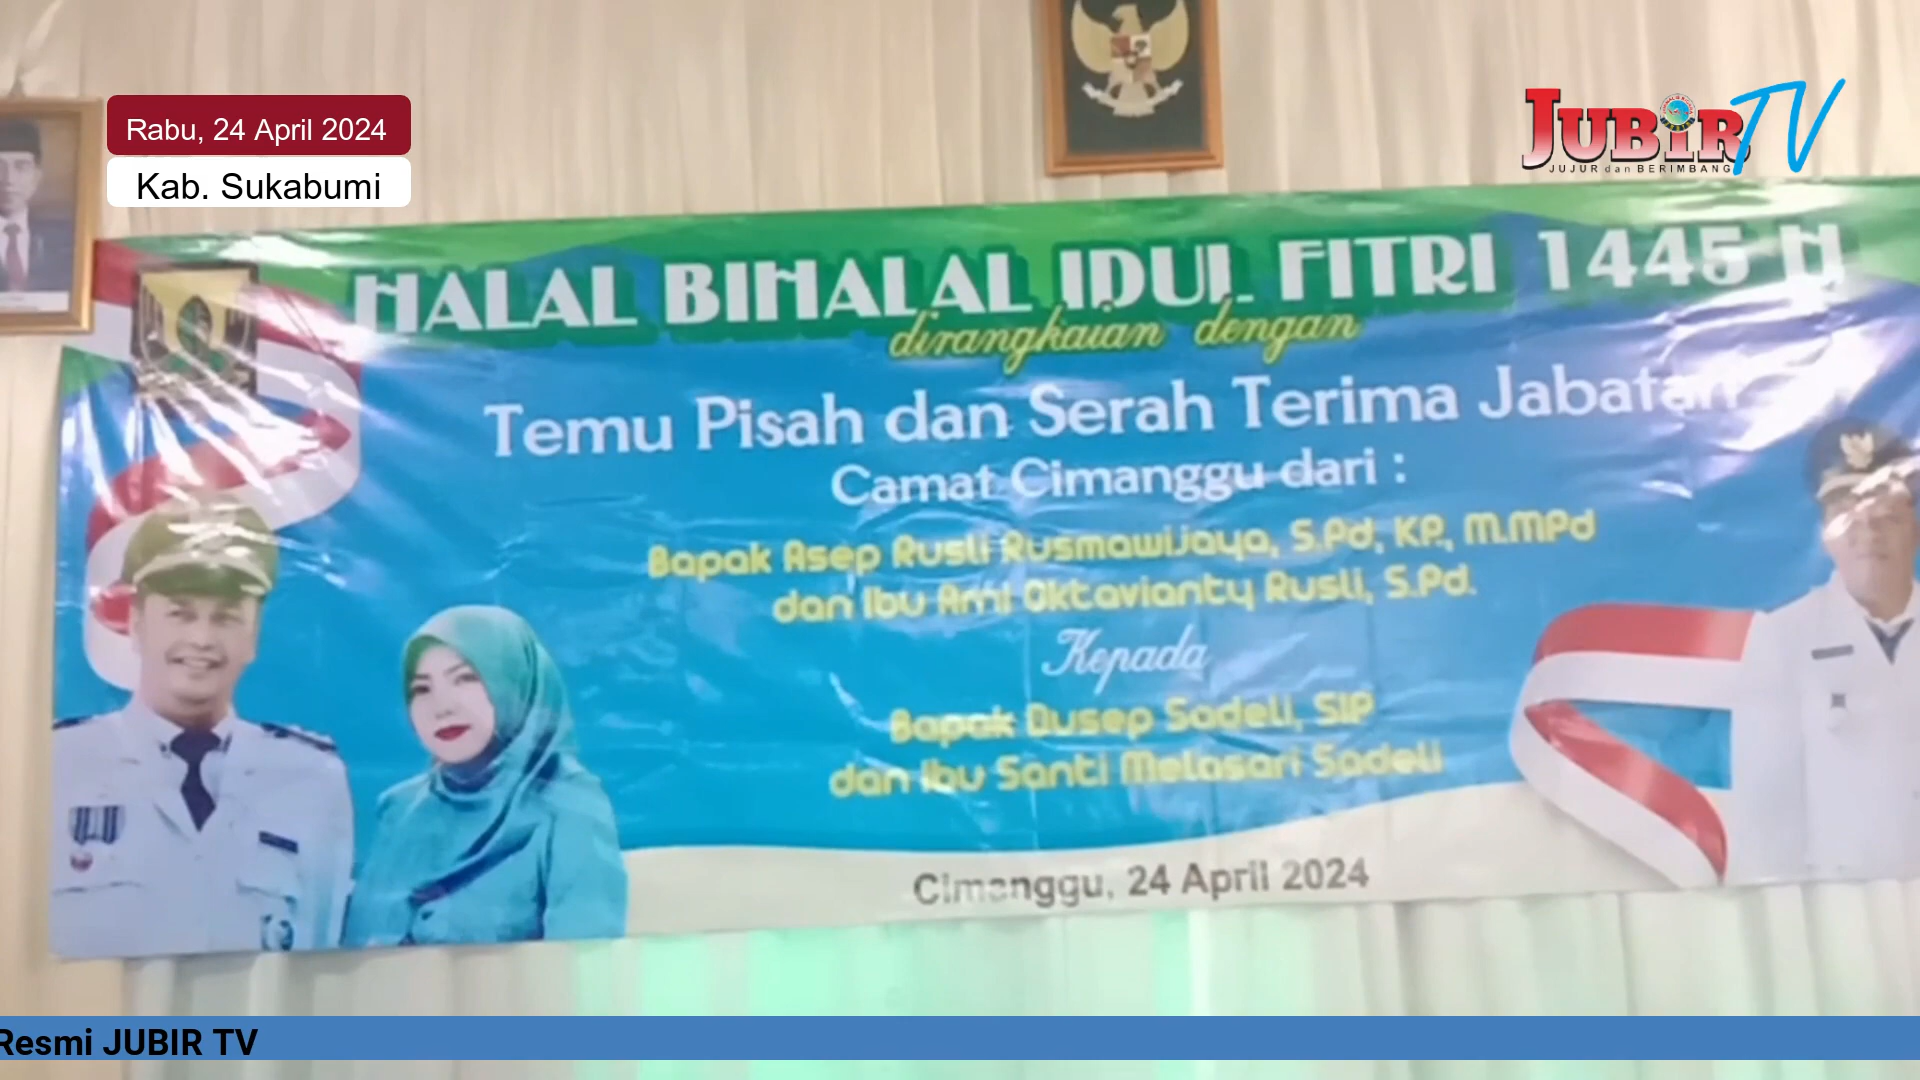 Rabu, 24 April 2024
Kab. Sukabumi
JUBIR TV
JUJUR dan BERIMBANG
HALAL BIHALAL IDUL FITRI 1445 H
dirangkaian dengan
Temu Pisah dan Serah Terima Jabatan
Camat Cimanggu dari :
Bapak Asep Rusli Rusmawijaya, S.Pd, KP., M.MPd
dan Ibu Ami Oktavianty Rusli, S.Pd.
Kepada
Bapak Dusep Sadeli, SIP
dan Ibu Santi Melasari Sadeli
Cimanggu, 24 April 2024
Resmi JUBIR TV